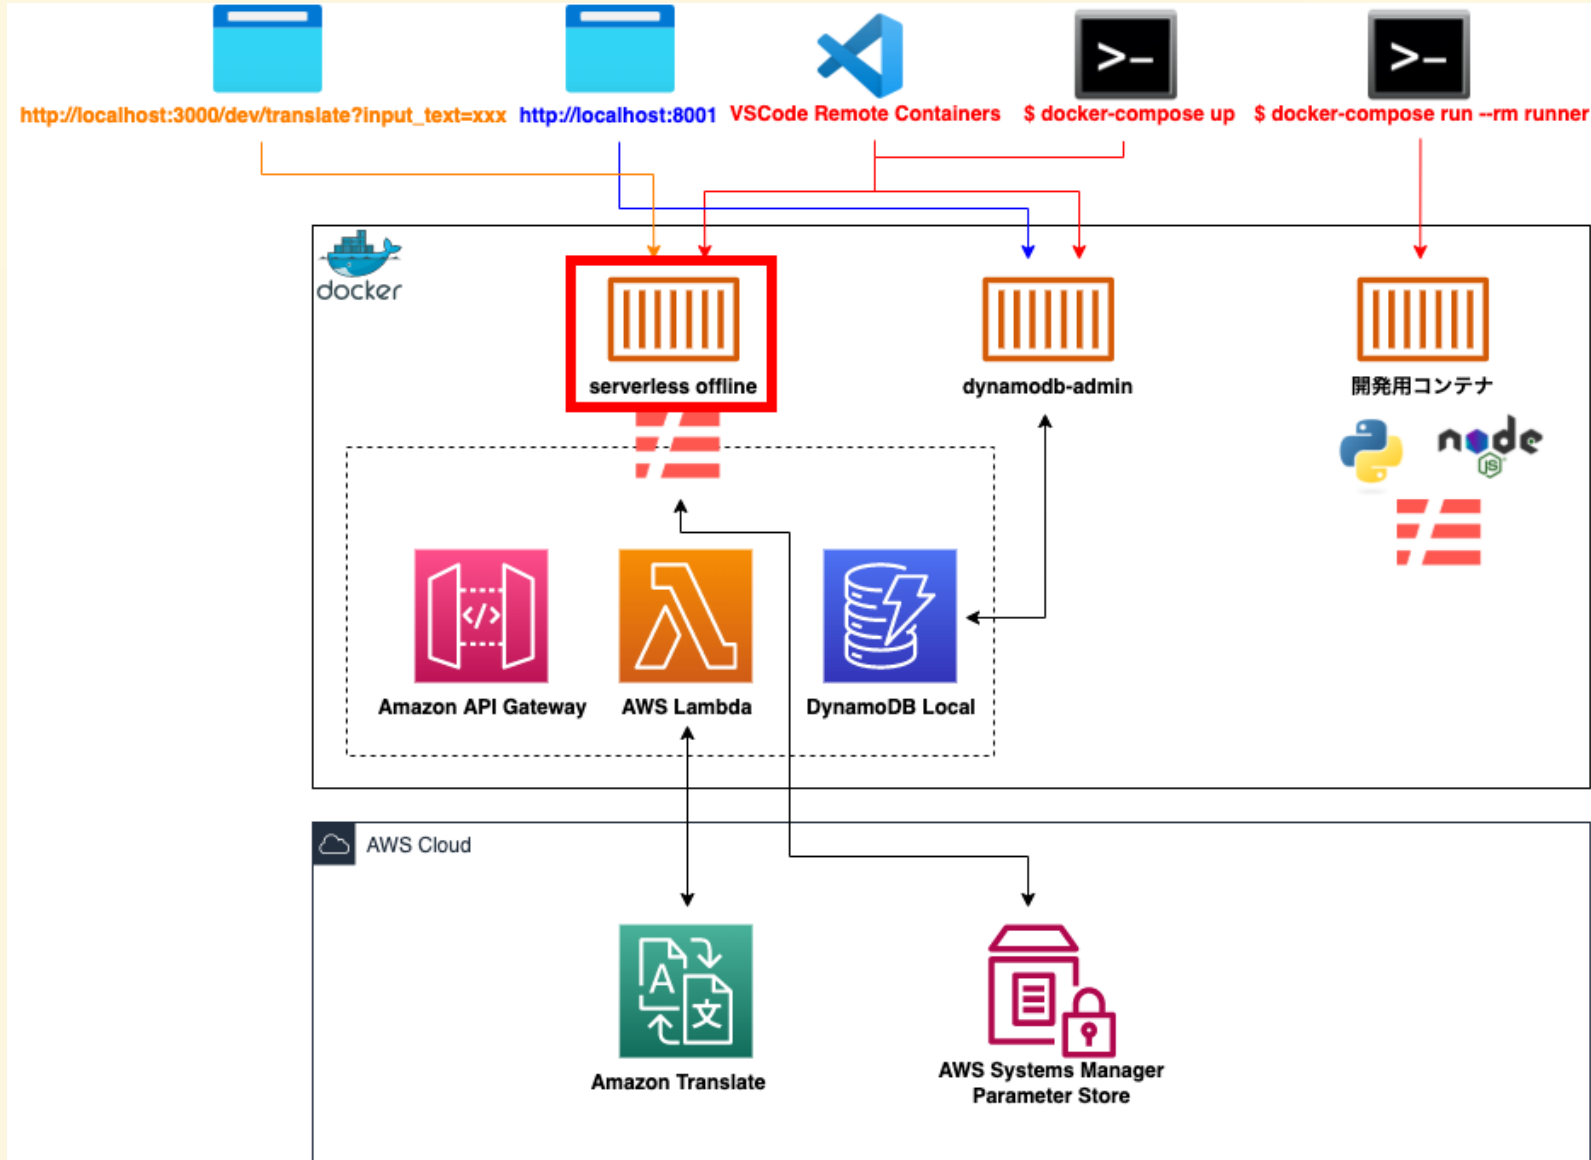 http://localhost:3000/dev/translate?input_text=xxx
http://localhost:8001
VSCode Remote Containers
$ docker-compose up
$ docker-compose run --rm runner
docker
serverless offline
dynamodb-admin
開発用コンテナ
node
JS
</>
Amazon API Gateway
AWS Lambda
DynamoDB Local
AWS Cloud
A
文
Amazon Translate
AWS Systems Manager
Parameter Store